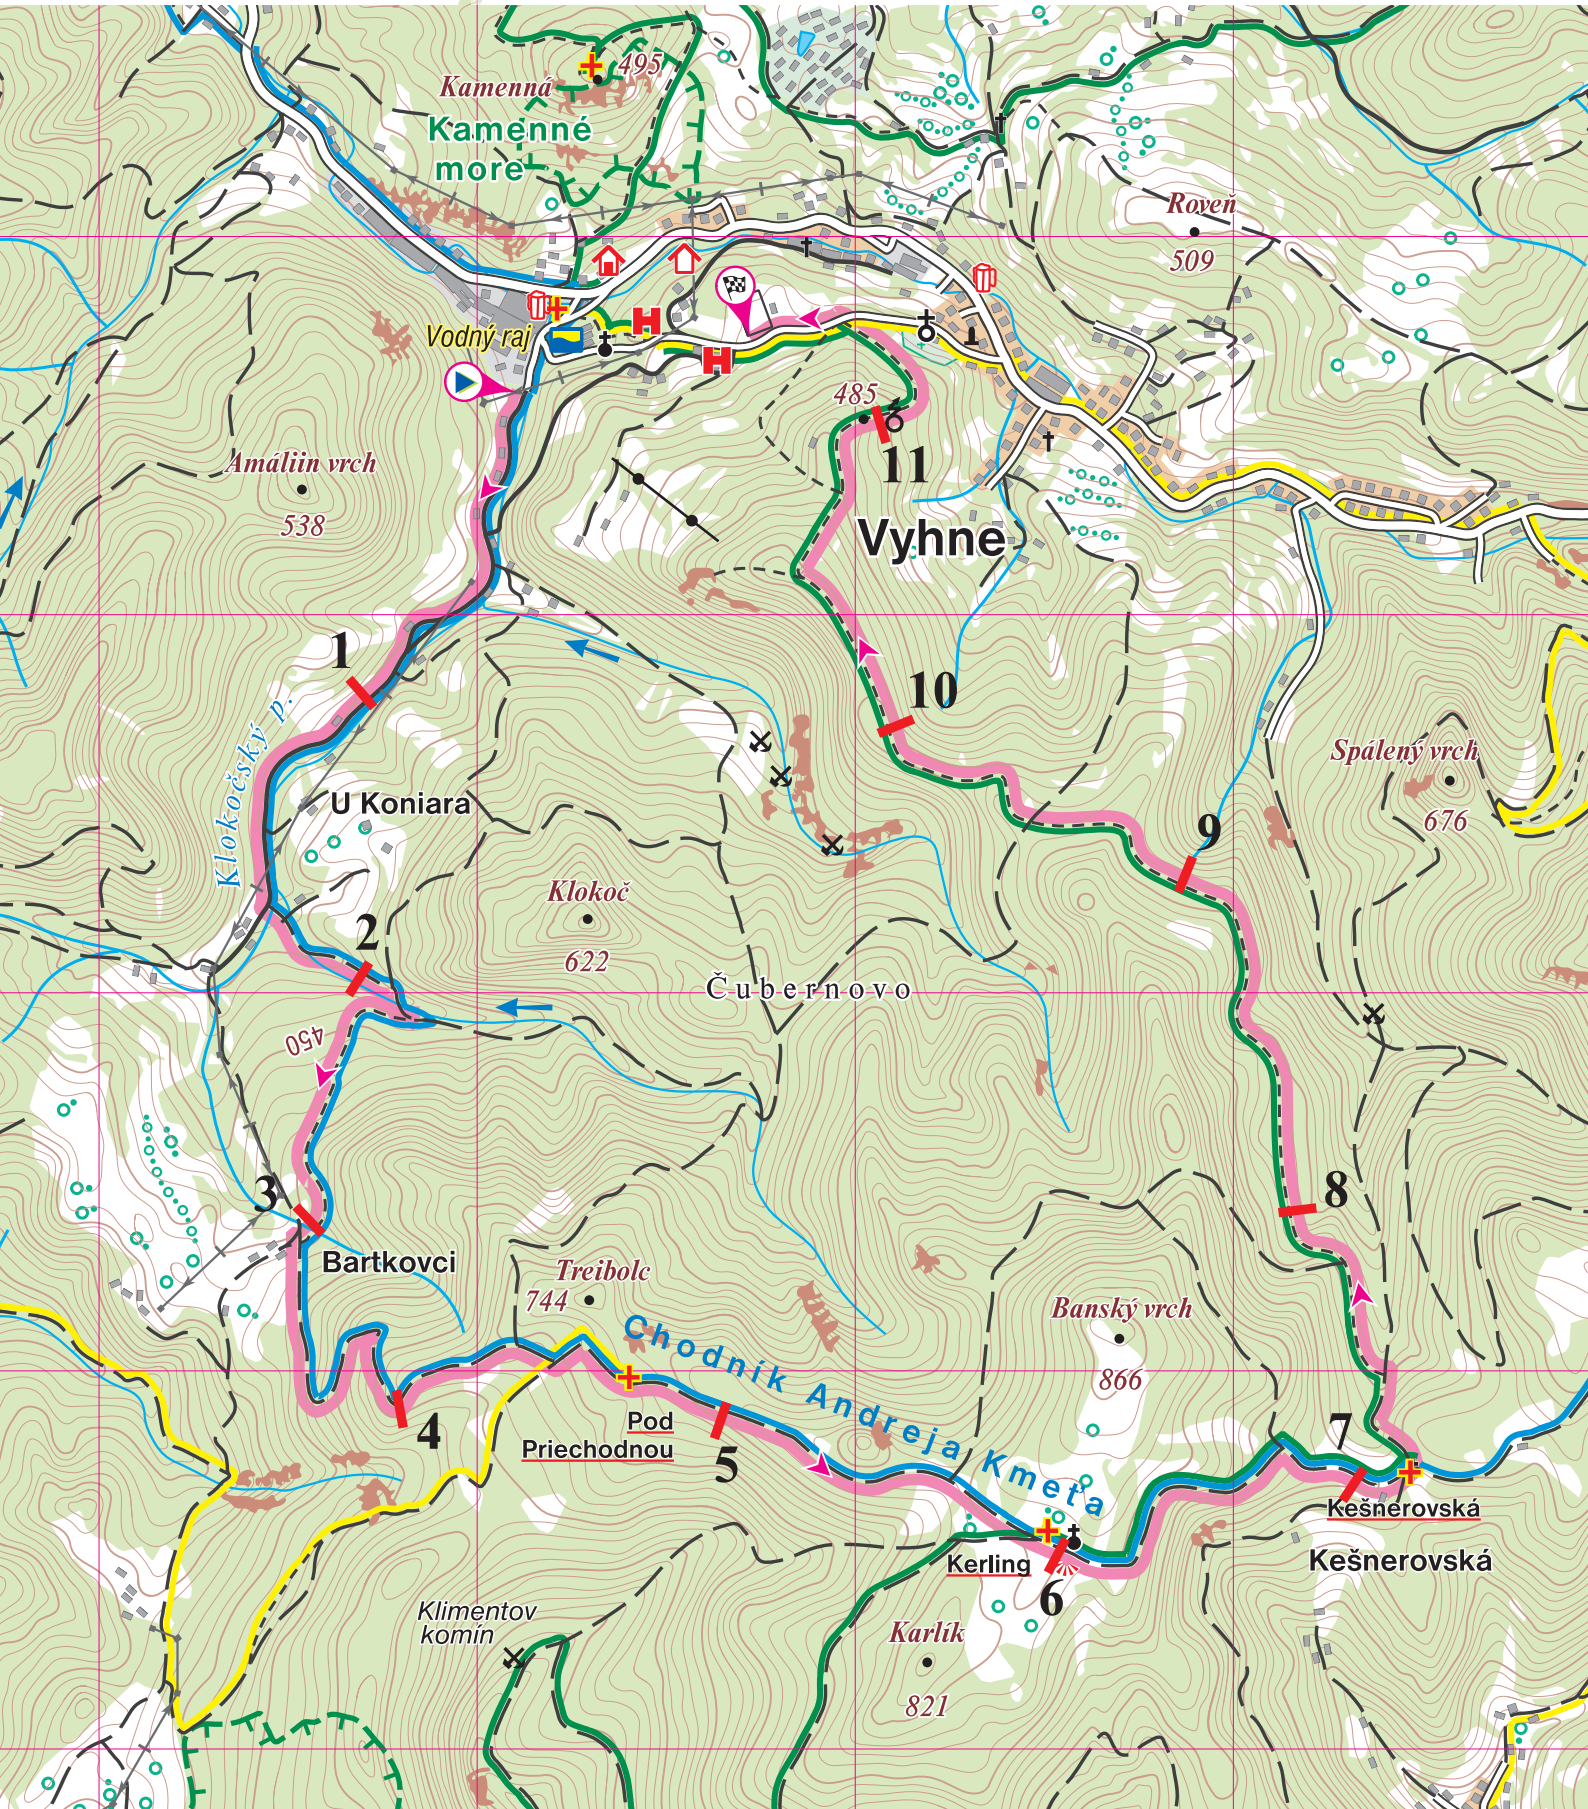 495
Kamenná
Kamenné
more
Roveň
509
Vodný raj
H
H
485
11
Amáliin vrch
538
Vyhne
1
10
Klokočský p.
Spálený vrch
676
U Koniara
9
Klokoč
622
2
Čubernovo
450
8
3
Bartkovci
Treibolc
744
Chodník Andreja Kmeťa
Banský vrch
866
4
Pod
Priechodnou
5
7
Kešnerovská
Kešnerovská
Kerling
6
Klimentov
komín
Karlík
821